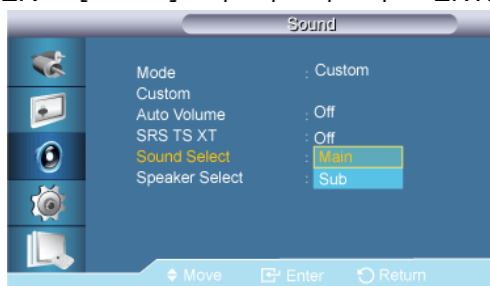 Sound
Mode : Custom
Custom
Auto Volume : Off
SRS TS XT : Off
Sound Select : Main
Speaker Select : Sub
Move Enter Return